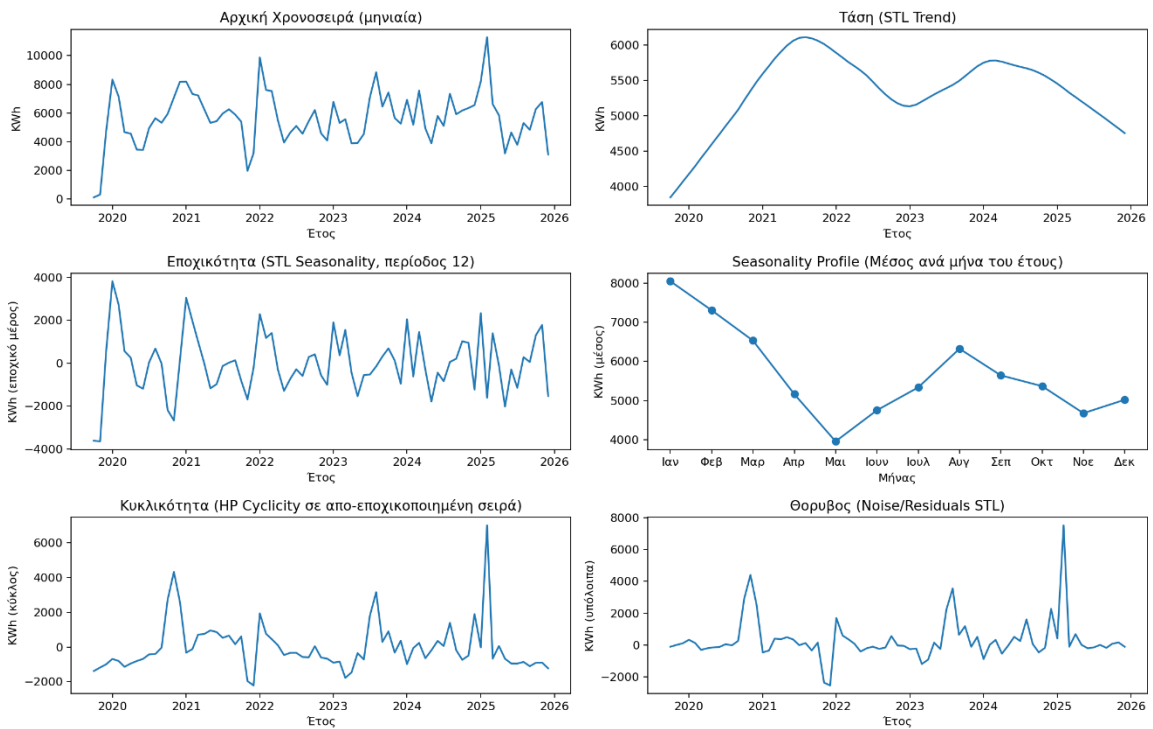 Αρχική Χρονοσειρά (μηνιαία)
KWh
10000
8000
6000
4000
2000
0
2020 2021 2022 2023 2024 2025 2026
Έτος
Τάση (STL Trend)
KWh
6000
5500
5000
4500
4000
2020 2021 2022 2023 2024 2025 2026
Έτος
Εποχικότητα (STL Seasonality, περίοδος 12)
KWh (εποχικό μέρος)
4000
2000
0
−2000
−4000
2020 2021 2022 2023 2024 2025 2026
Έτος
Seasonality Profile (Μέσος ανά μήνα του έτους)
KWh (μέσος)
8000
7000
6000
5000
4000
Ιαν Φεβ Μαρ Απρ Μαι Ιουν Ιουλ Αυγ Σεπ Οκτ Νοε Δεκ
Μήνας
Κυκλικότητα (HP Cyclicity σε απο-εποχικοποιημένη σειρά)
KWh (κύκλος)
6000
4000
2000
0
−2000
2020 2021 2022 2023 2024 2025 2026
Έτος
Θορυβος (Noise/Residuals STL)
KWh (υπόλοιπα)
8000
6000
4000
2000
0
−2000
2020 2021 2022 2023 2024 2025 2026
Έτος